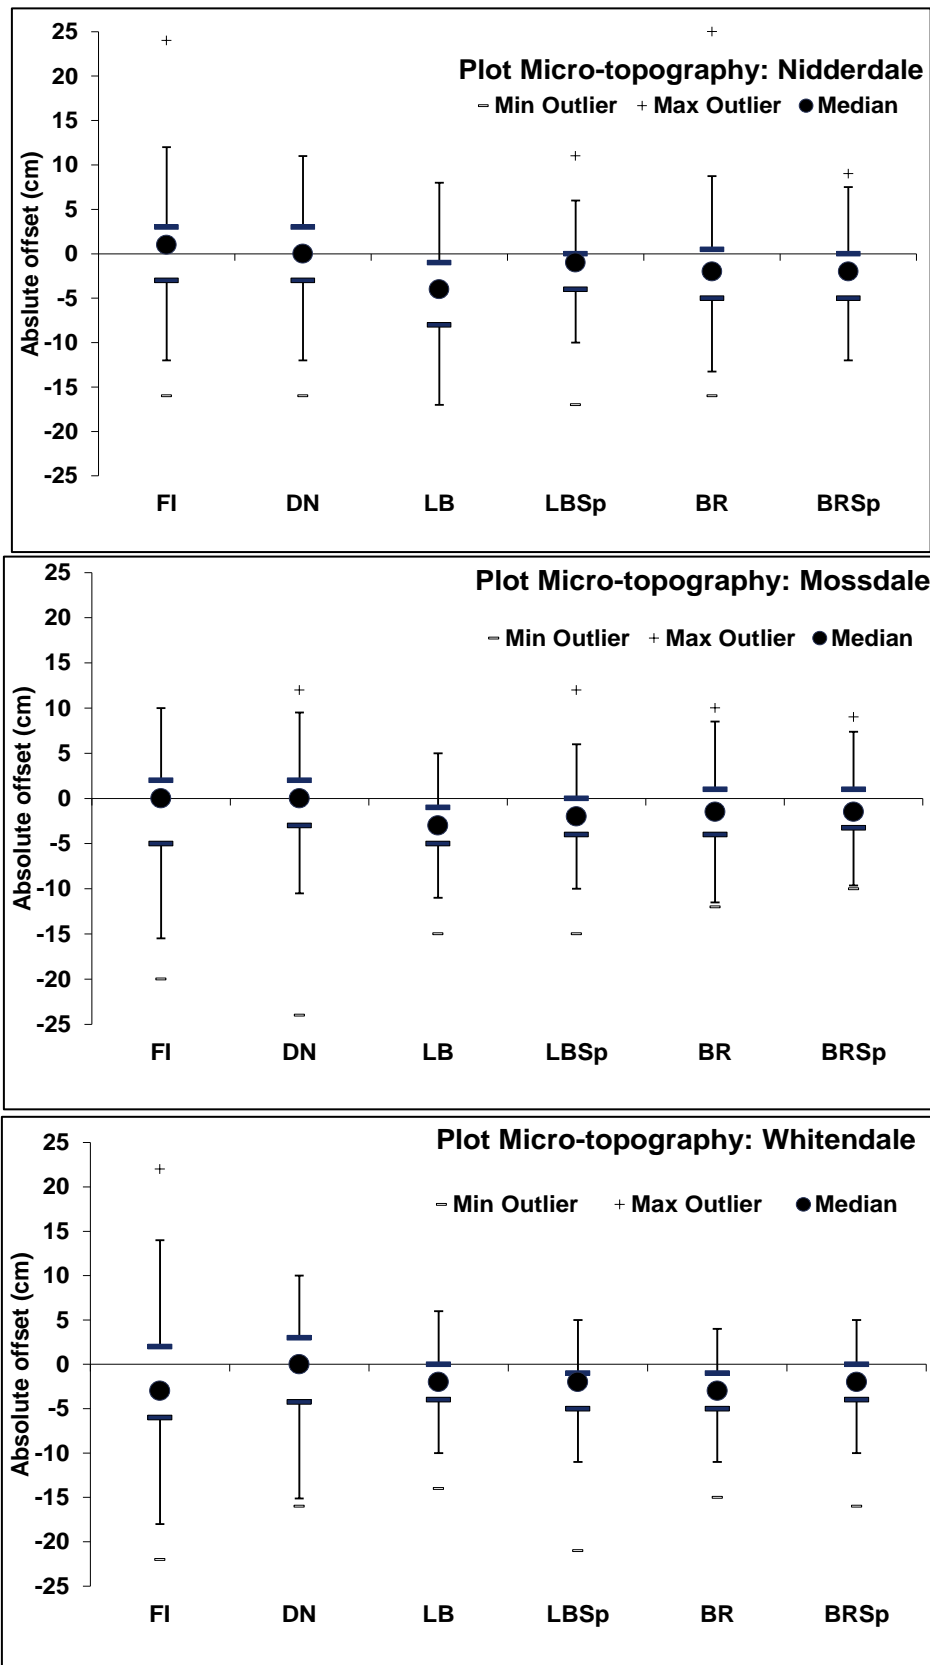 Plot Micro-topography: Nidderdale
Min Outlier Max Outlier Median
Abslute offset (cm)
25
20
15
10
5
0
-5
-10
-15
-20
-25
FI DN LB LBSp BR BRSp
Plot Micro-topography: Mossdale
Min Outlier Max Outlier Median
Absolute offset (cm)
25
20
15
10
5
0
-5
-10
-15
-20
-25
FI DN LB LBSp BR BRSp
Plot Micro-topography: Whitendale
Min Outlier Max Outlier Median
Absolute offset (cm)
25
20
15
10
5
0
-5
-10
-15
-20
-25
FI DN LB LBSp BR BRSp